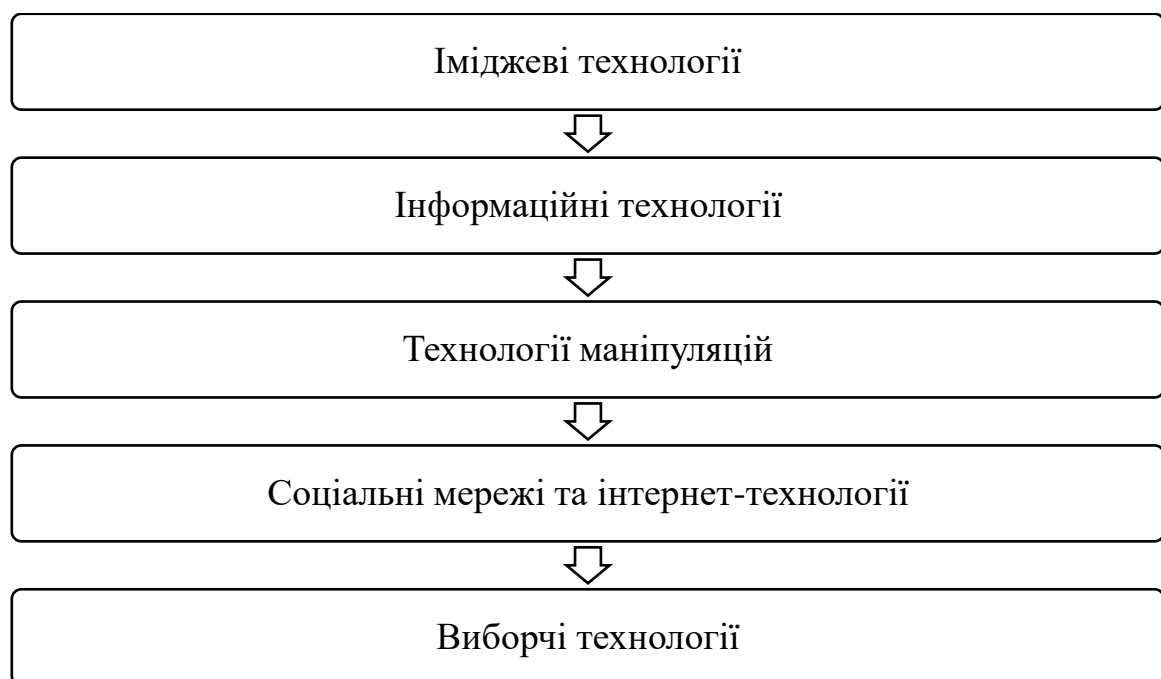 Іміджеві технології
Інформаційні технології
Технології маніпуляцій
Соціальні мережі та інтернет-технології
Виборчі технології